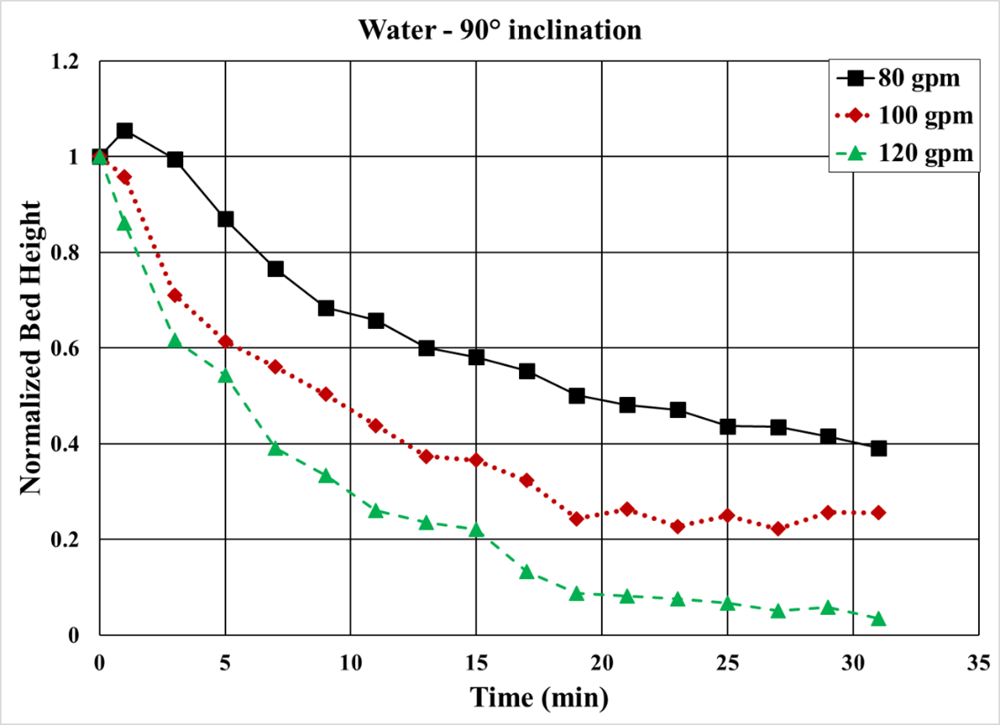 Water - 90° inclination
1.2
1
0.8
0.6
0.4
0.2
0
Normalized Bed Height
0 5 10 15 20 25 30 35
Time (min)
80 gpm
100 gpm
120 gpm